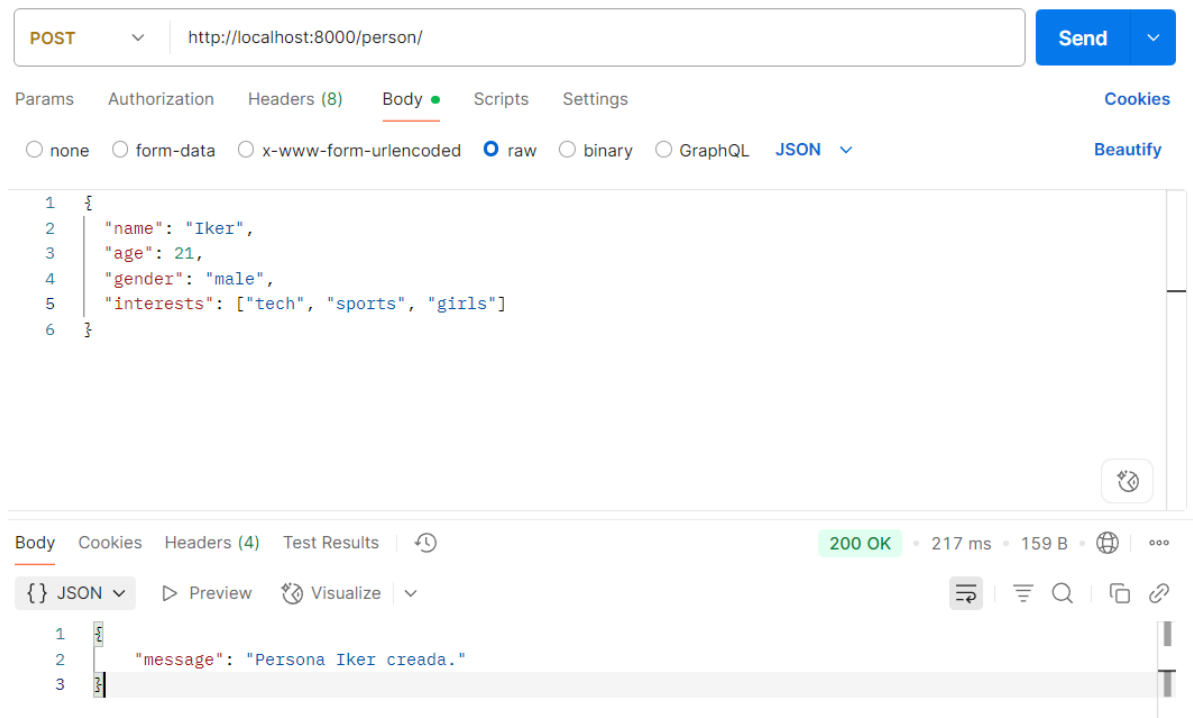 POST http://localhost:8000/person/ Send
Params Authorization Headers (8) Body Scripts Settings Cookies
none form-data x-www-form-urlencoded raw binary GraphQL JSON Beautify
1 {
2 "name": "Iker",
3 "age": 21,
4 "gender": "male",
5 "interests": ["tech", "sports", "girls"]
6 }
Body Cookies Headers (4) Test Results 200 OK • 217 ms • 159 B •
{} JSON Preview Visualize
1 {
2 "message": "Persona Iker creada."
3 }